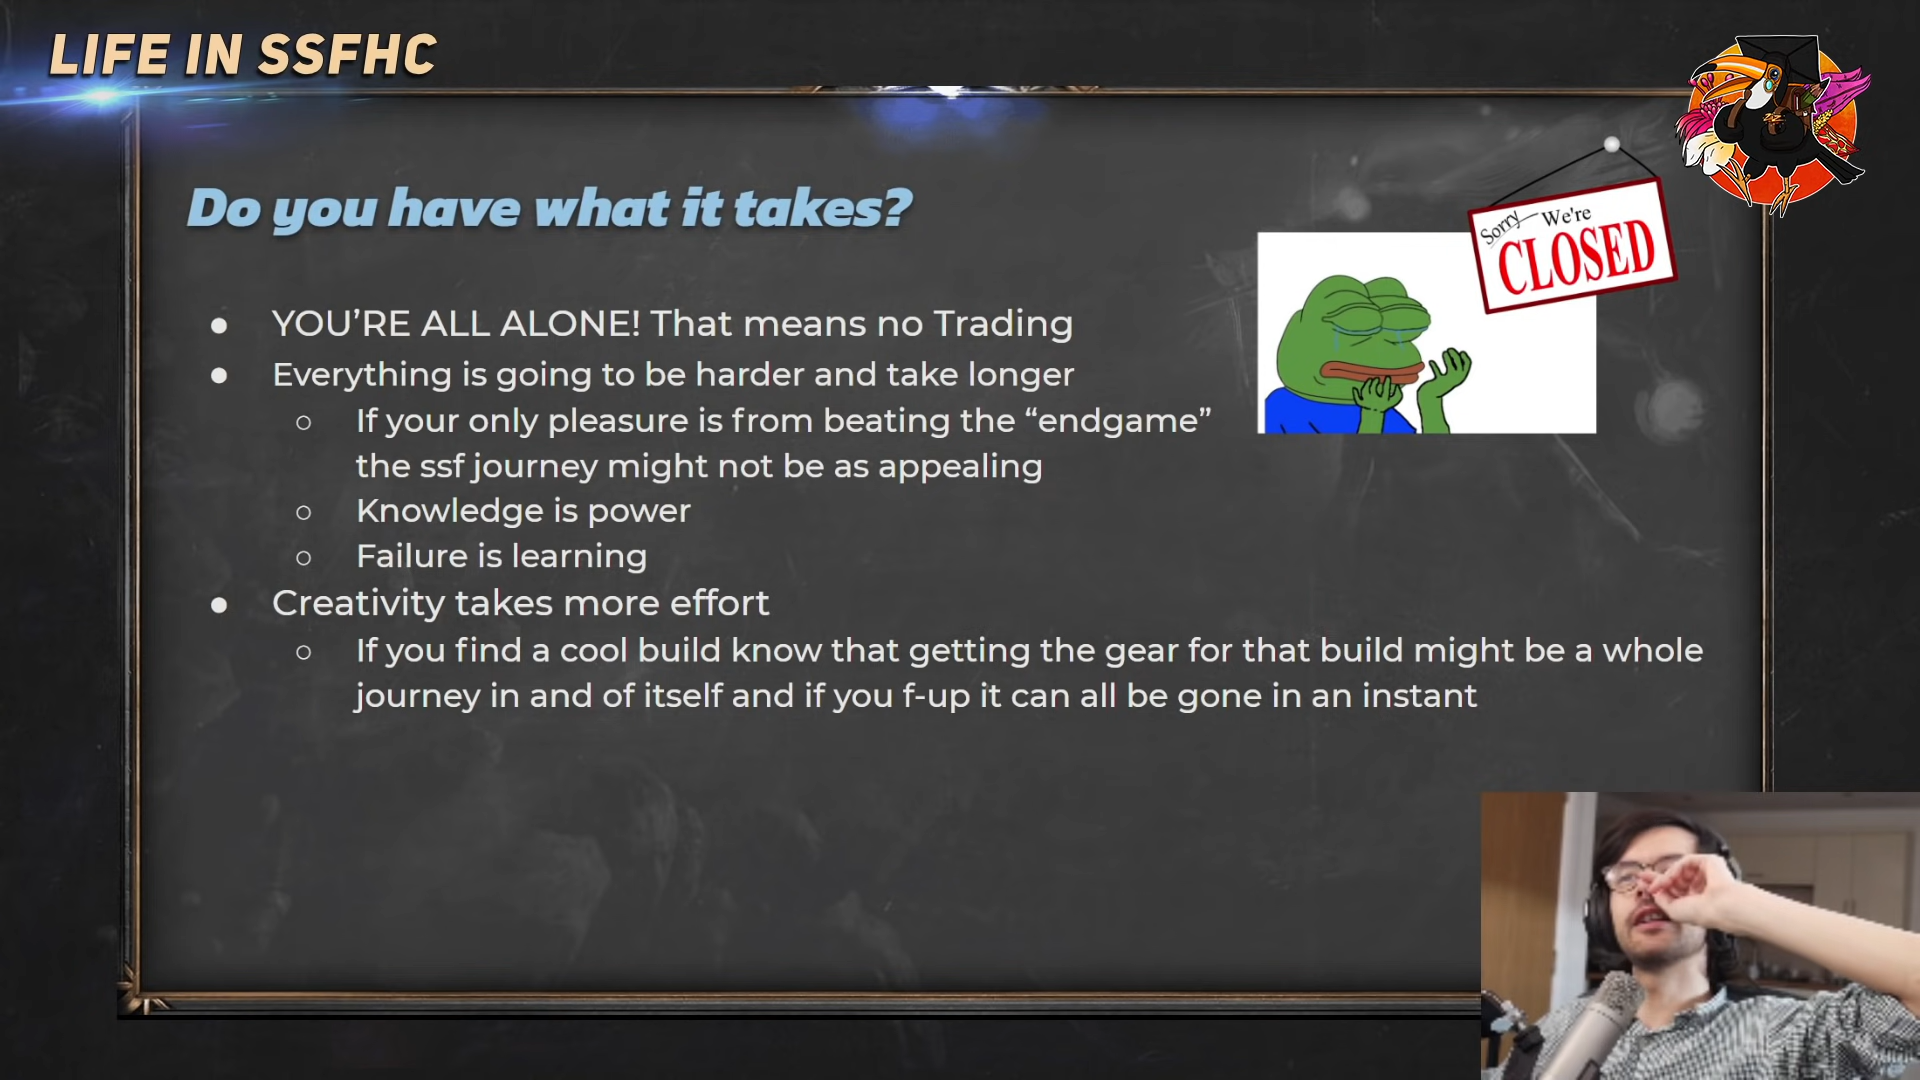 LIFE IN SSFHC
Do you have what it takes?
Sorry We're
CLOSED
YOU’RE ALL ALONE! That means no Trading
Everything is going to be harder and take longer
If your only pleasure is from beating the “endgame”
the ssf journey might not be as appealing
Knowledge is power
Failure is learning
Creativity takes more effort
If you find a cool build know that getting the gear for that build might be a whole
journey in and of itself and if you f-up it can all be gone in an instant